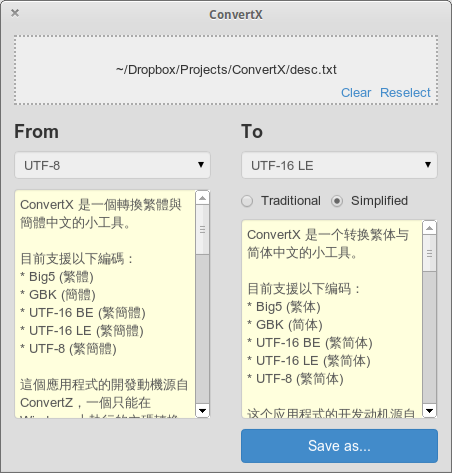 ConvertX
~/Dropbox/Projects/ConvertX/desc.txt
Clear Reselect
From
UTF-8
ConvertX 是一個轉換繁體與
簡體中文的小工具。
目前支援以下編碼：
* Big5 (繁體)
* GBK (簡體)
* UTF-16 BE (繁簡體)
* UTF-16 LE (繁簡體)
* UTF-8 (繁簡體)
這個應用程式的開發動機源自
ConvertZ，一個只能在
To
UTF-16 LE
Traditional Simplified
ConvertX 是一个转换繁体与
简体中文的小工具。
目前支援以下编码：
* Big5 (繁体)
* GBK (简体)
* UTF-16 BE (繁简体)
* UTF-16 LE (繁简体)
* UTF-8 (繁简体)
这个应用程式的开发动机源自
Save as...